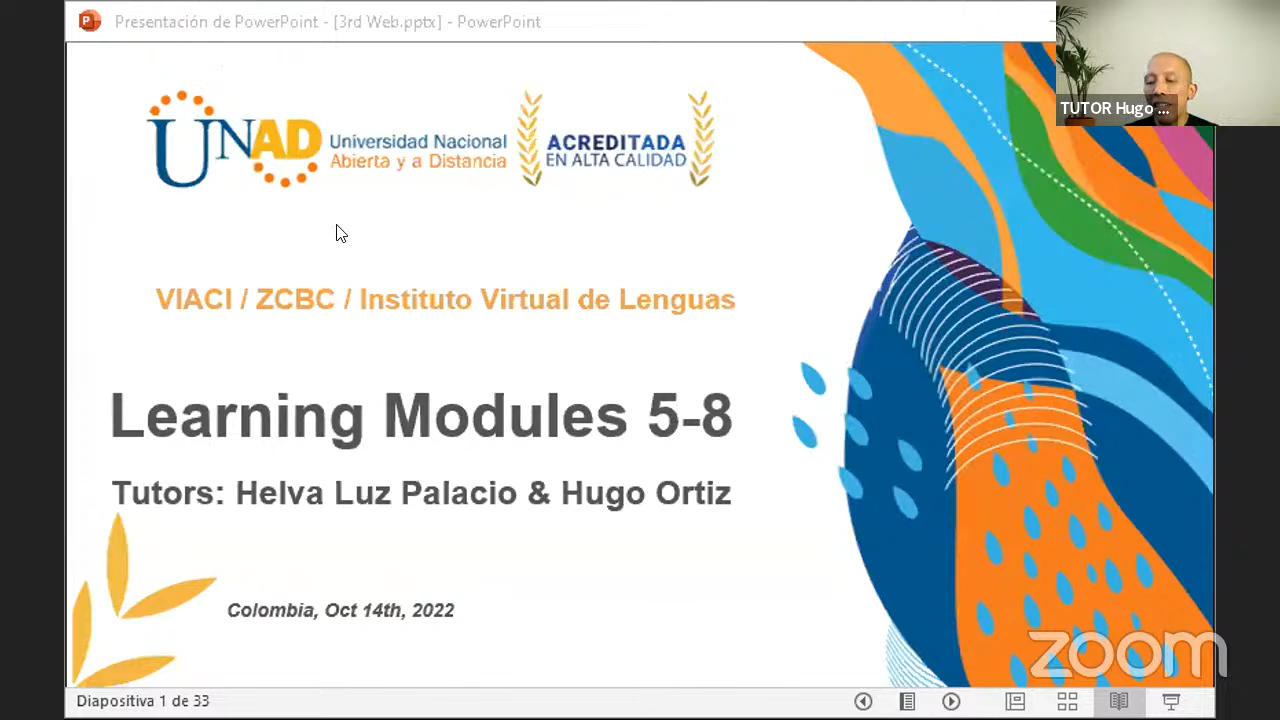 Presentación de PowerPoint - [3rd Web.pptx] - PowerPoint
TUTOR Hugo ...
UNAD
Universidad Nacional
Abierta y a Distancia
ACREDITADA
EN ALTA CALIDAD
VIACI / ZCBC / Instituto Virtual de Lenguas
Learning Modules 5-8
Tutors: Helva Luz Palacio & Hugo Ortiz
Colombia, Oct 14th, 2022
zoom
Diapositiva 1 de 33